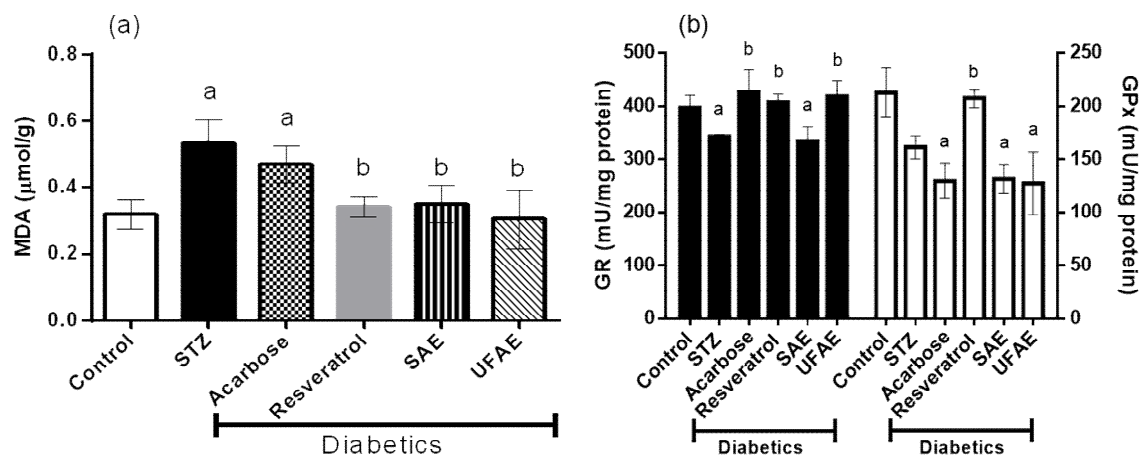 (a)
MDA (μmol/g)
0.8
0.6
0.4
0.2
0.0
a
a
b
b
b
Control
STZ
Acarbose
Resveratrol
SAE
UFAE
Diabetics
(b)
GR (mU/mg protein)
500
400
300
200
100
0
b
b
b
a
a
b
a
a
a
250
200
150
100
50
0
GPx (mU/mg protein)
Control
STZ
Acarbose
Resveratrol
SAE
UFAE
Control
STZ
Acarbose
Resveratrol
SAE
UFAE
Diabetics
Diabetics